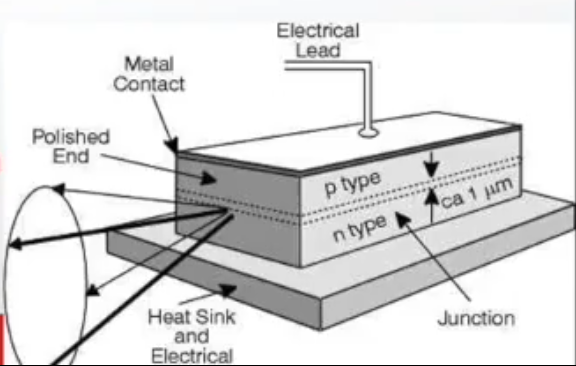 Electrical
Lead
Metal
Contact
Polished
End
p type
ca 1 μm
n type
Heat Sink
and
Electrical
Junction